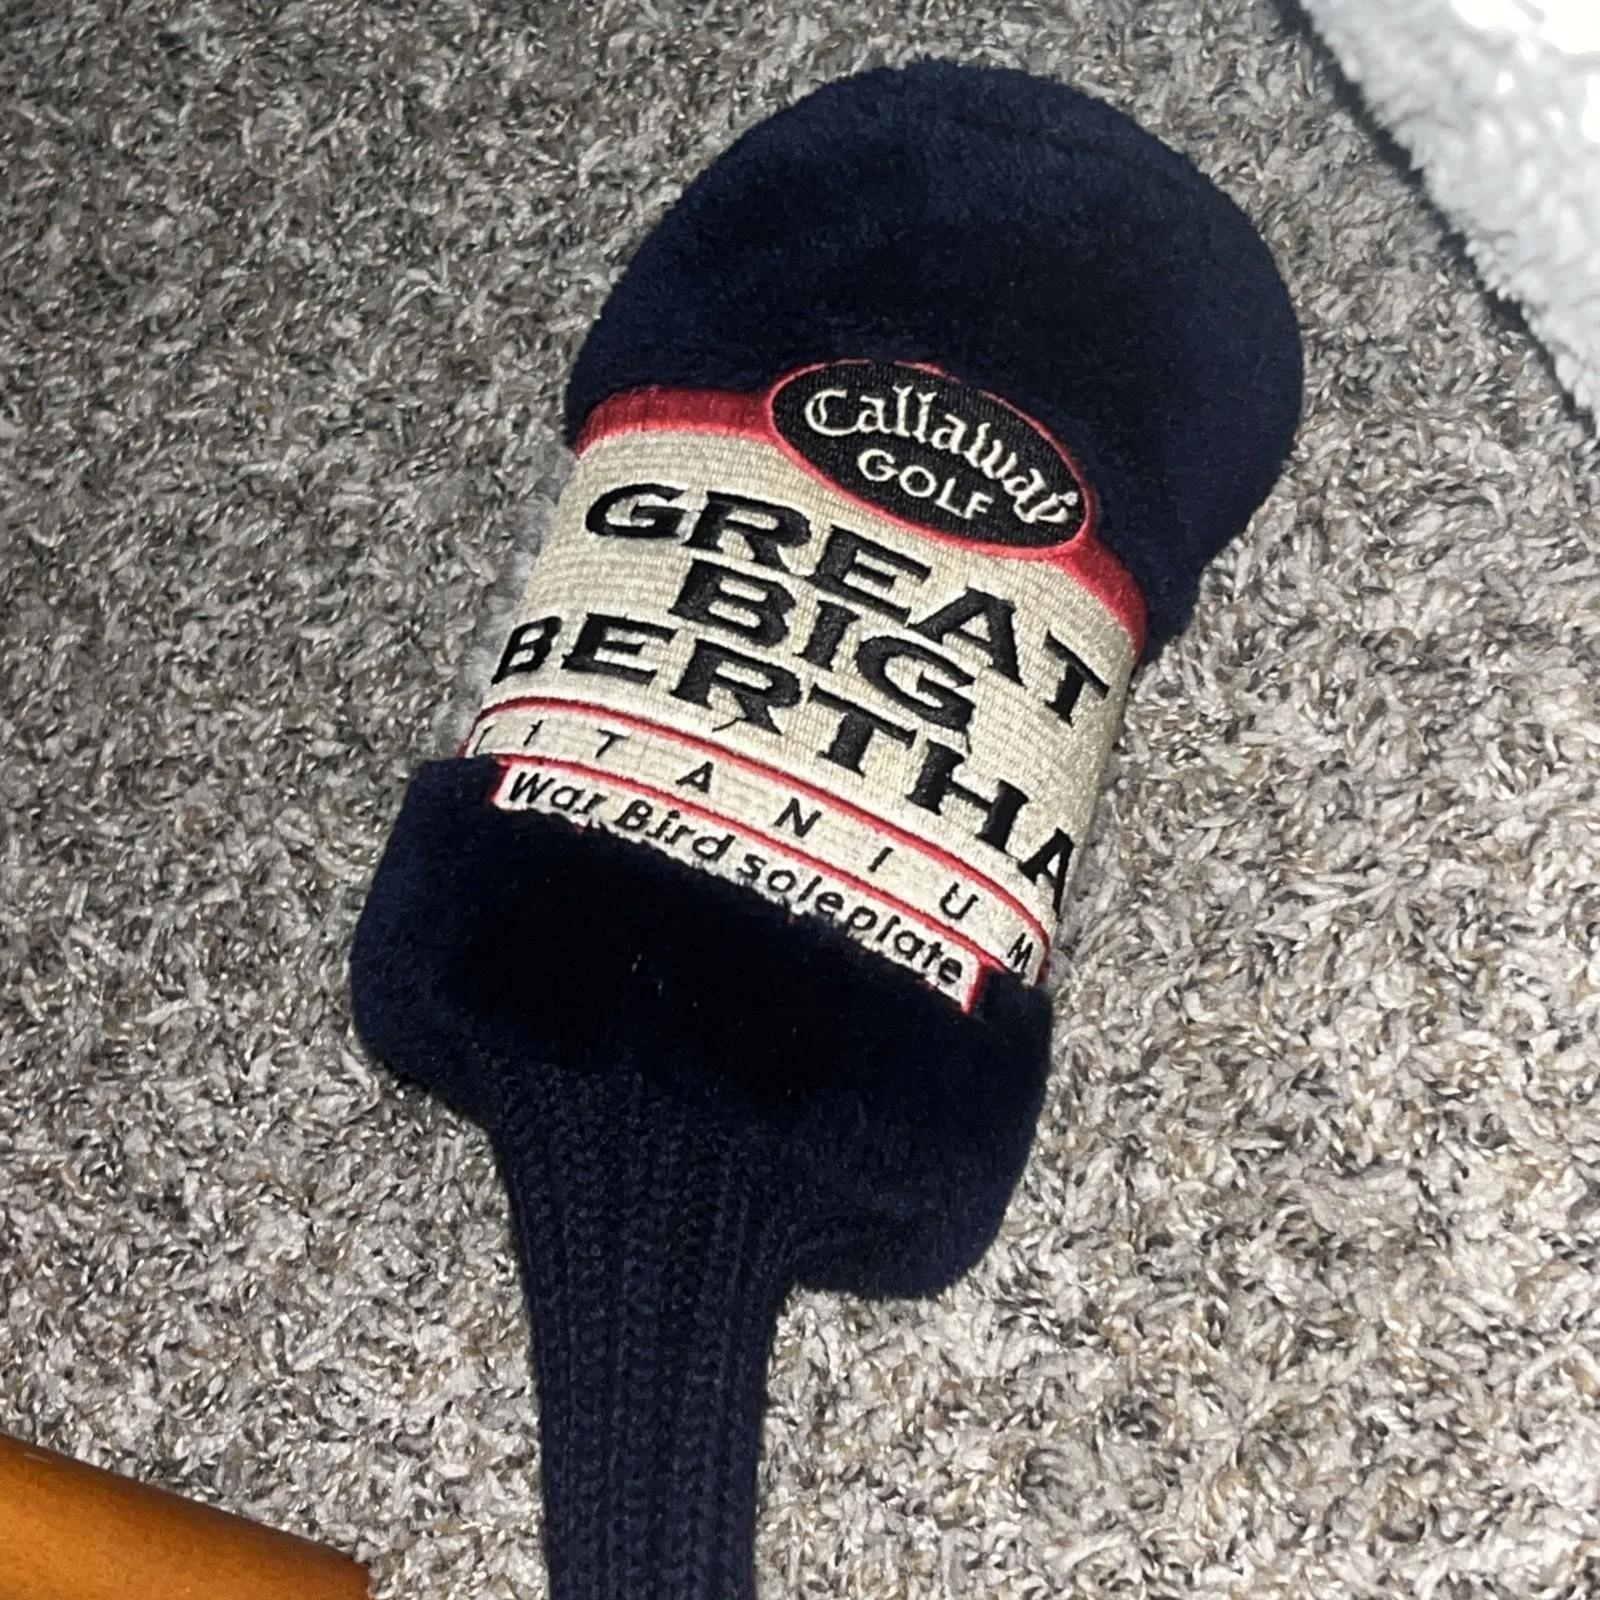 Callaway
GOLF
GREAT
BIG
BERTHA
TITANIUM
War Bird soleplate